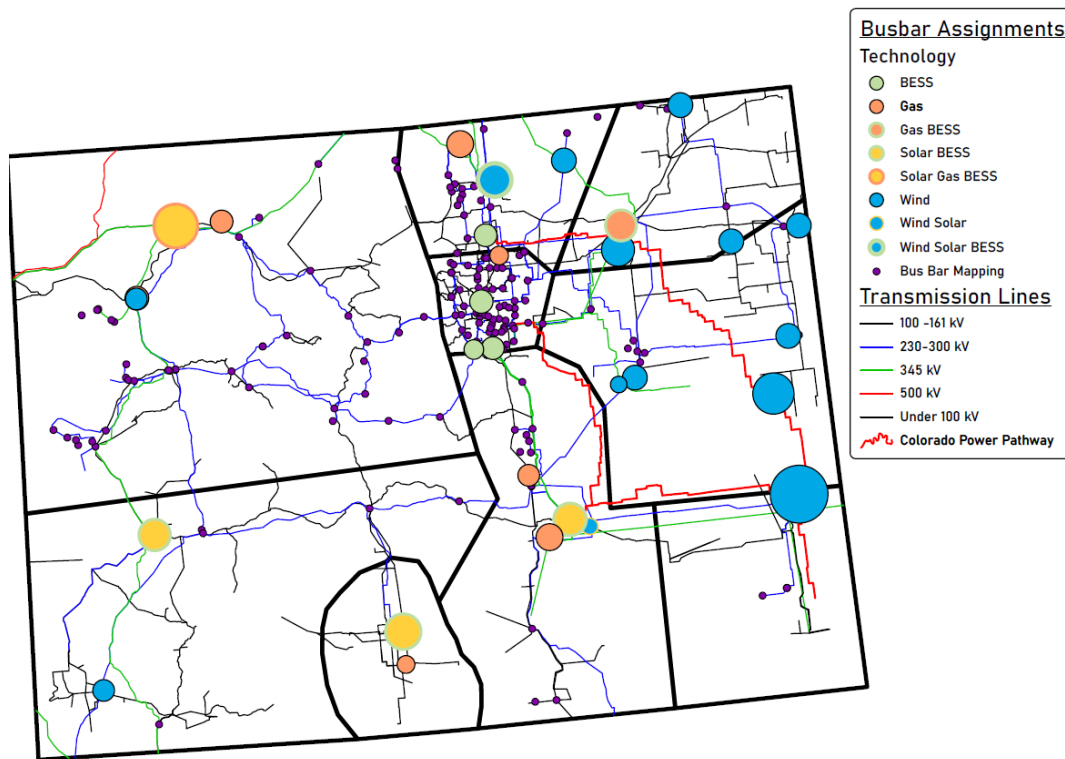 Busbar Assignments
Technology
BESS
Gas
Gas BESS
Solar BESS
Solar Gas BESS
Wind
Wind Solar
Wind Solar BESS
Bus Bar Mapping
Transmission Lines
100 -161 kV
230-300 kV
345 kV
500 kV
Under 100 kV
Colorado Power Pathway